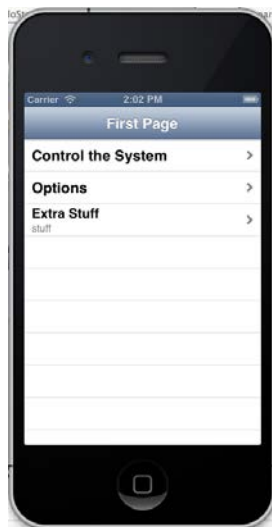 Carrier 2:02 PM
First Page
Control the System
Options
Extra Stuff
stuff